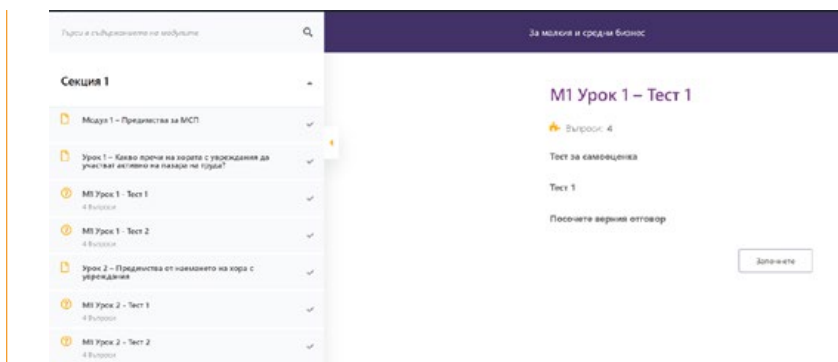 Търси в съдържанието на модулите
За малкия и средни бизнес
Секция 1
Модул 1 – Предимства за МСП
Урок 1 – Какво пречи на хората с увреждания да
участват активно на пазара на труда?
М1 Урок 1 - Тест 1
4 Въпроси
М1 Урок 1 - Тест 2
4 Въпроси
Урок 2 – Предимства от наемането на хора с
увреждания
М1 Урок 2 - Тест 1
4 Въпроси
М1 Урок 2 - Тест 2
4 Въпроси
М1 Урок 1 – Тест 1
Въпроси: 4
Тест за самооценка
Тест 1
Посочете верния отговор
Започнете